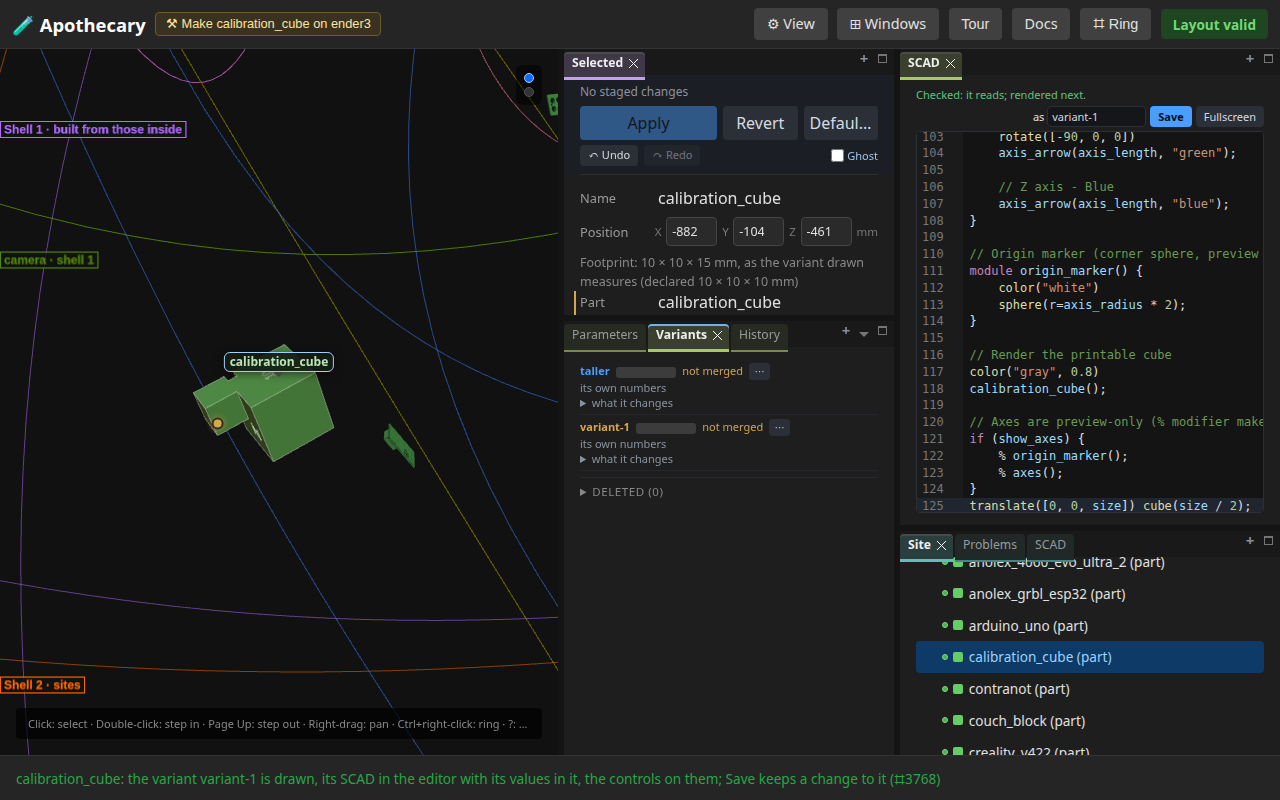 🧪 Apothecary
⚒ Make calibration_cube on ender3
⚙ View
⊞ Windows
Tour
Docs
⌗ Ring
Layout valid
Shell 1 · built from those inside
camera · shell 1
calibration_cube
Shell 2 · sites
Click: select · Double-click: step in · Page Up: step out · Right-drag: pan · Ctrl+right-click: ring · ?: ...
Selected
No staged changes
Apply
Revert
Defaul...
↶ Undo
↷ Redo
Ghost
Name calibration_cube
Position X -882 Y -104 Z -461 mm
Footprint: 10 × 10 × 15 mm, as the variant drawn
measures (declared 10 × 10 × 10 mm)
Part calibration_cube
Parameters
Variants
History
taller not merged ...
its own numbers
▶ what it changes
variant-1 not merged ...
its own numbers
▶ what it changes
▶ DELETED (0)
SCAD
Checked: it reads; rendered next.
as variant-1 Save Fullscreen
103 rotate([-90, 0, 0])
104 axis_arrow(axis_length, "green");
105
106 // Z axis - Blue
107 axis_arrow(axis_length, "blue");
108 }
109
110 // Origin marker (corner sphere, preview
111 module origin_marker() {
112 color("white")
113 sphere(r=axis_radius * 2);
114 }
115
116 // Render the printable cube
117 color("gray", 0.8)
118 calibration_cube();
119
120 // Axes are preview-only (% modifier make
121 if (show_axes) {
122 % origin_marker();
123 % axes();
124 }
125 translate([0, 0, size]) cube(size / 2);
Site
Problems
SCAD
anolex_4060_evo_ultra_2 (part)
anolex_grbl_esp32 (part)
arduino_uno (part)
calibration_cube (part)
contranot (part)
couch_block (part)
creality_v422 (part)
calibration_cube: the variant variant-1 is drawn, its SCAD in the editor with its values in it, the controls on them; Save keeps a change to it (⌗3768)